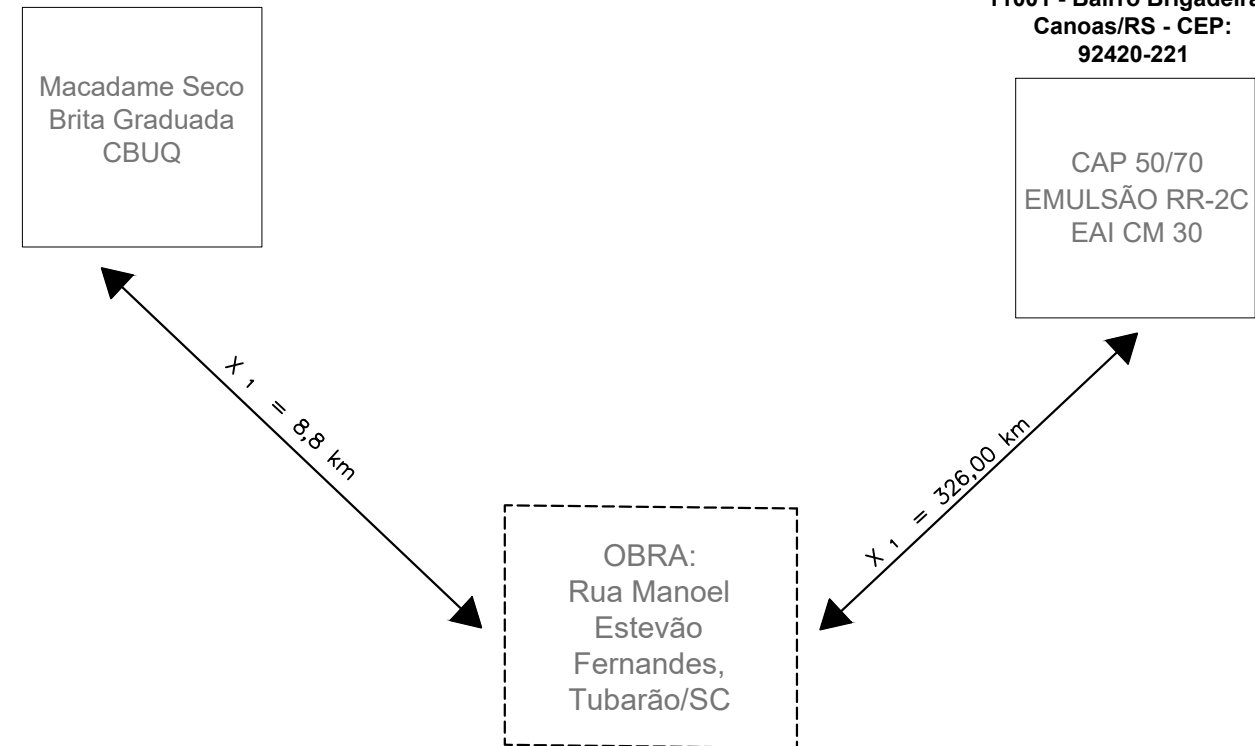 11001 - Bairro Brigadeira
Canoas/RS - CEP:
92420-221
Macadame Seco
Brita Graduada
CBUQ
CAP 50/70
EMULSÃO RR-2C
EAI CM 30
X 1 = 8,8 km
X 1 = 326,00 km
OBRA:
Rua Manoel
Estevão
Fernandes,
Tubarão/SC